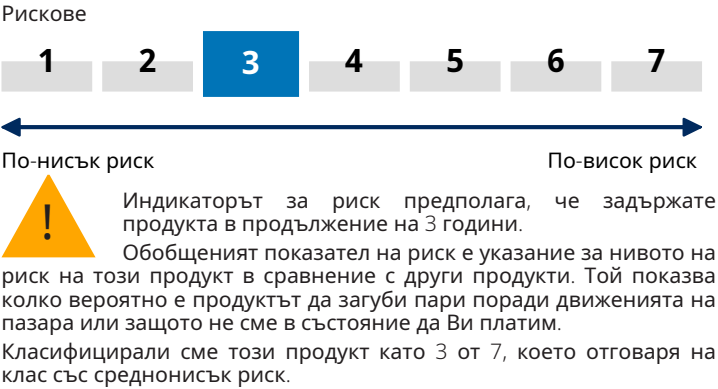 Рискове
1 2 3 4 5 6 7
По-нисък риск По-висок риск
!
Индикаторът за риск предполага, че задържате
продукта в продължение на 3 години.
Обобщеният показател на риск е указание за нивото на
риск на този продукт в сравнение с други продукти. Той показва
колко вероятно е продуктът да загуби пари поради движенията на
пазара или защото не сме в състояние да Ви платим.
Класифицирали сме този продукт като 3 от 7, което отговаря на
клас със среднонисък риск.